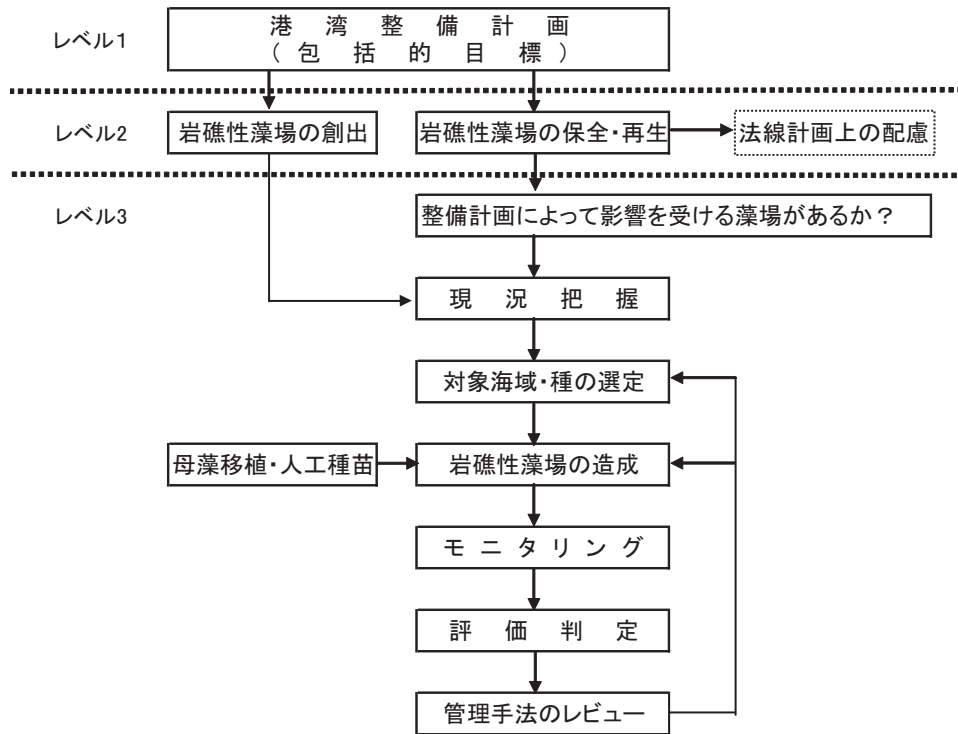 レベル1
港湾整備計画
(包括的目標)
レベル2
岩礁性藻場の創出
岩礁性藻場の保全・再生
法線計画上の配慮
レベル3
整備計画によって影響を受ける藻場があるか?
現況把握
対象海域・種の選定
母藻移植・人工種苗
岩礁性藻場の造成
モニタリング
評価判定
管理手法のレビュー